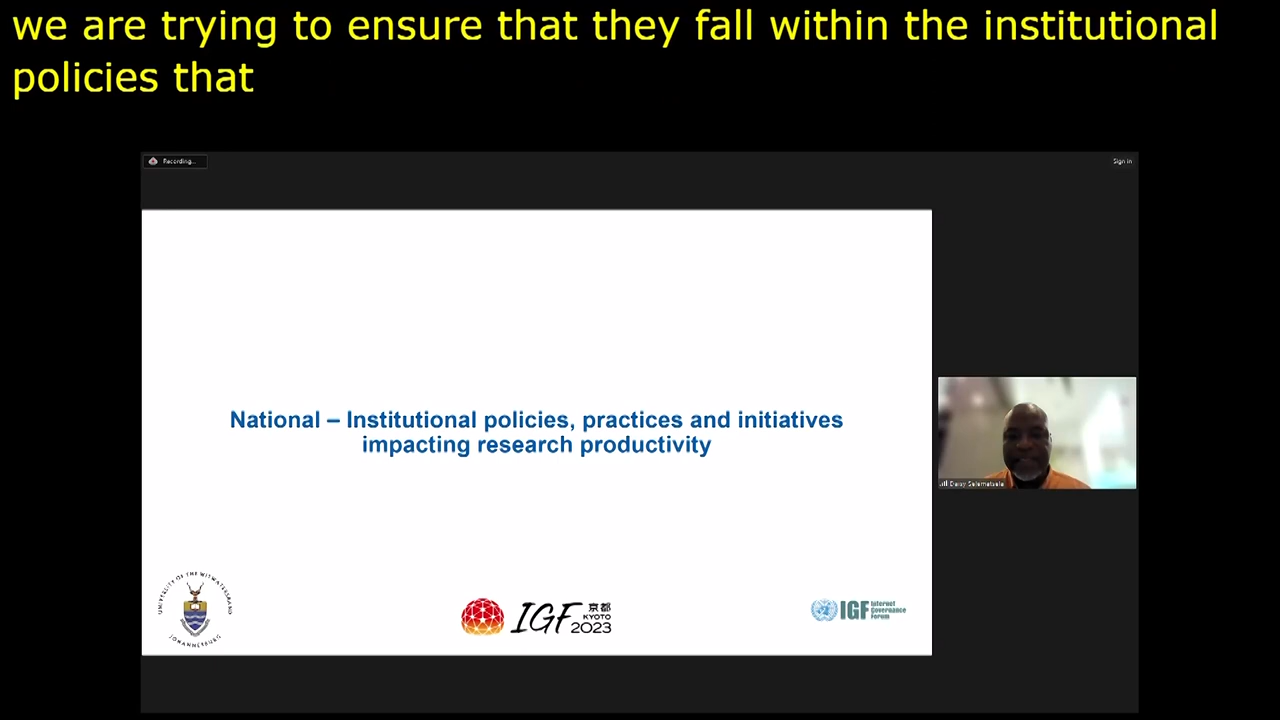 we are trying to ensure that they fall within the institutional
policies that
Recording...
Sign in
National – Institutional policies, practices and initiatives
impacting research productivity
Daisy Selematsela
UNIVERSITY OF THE WITWATERSRAND
JOHANNESBURG
IGF
京都
KYOTO
2023
IGF
Internet
Governance
Forum